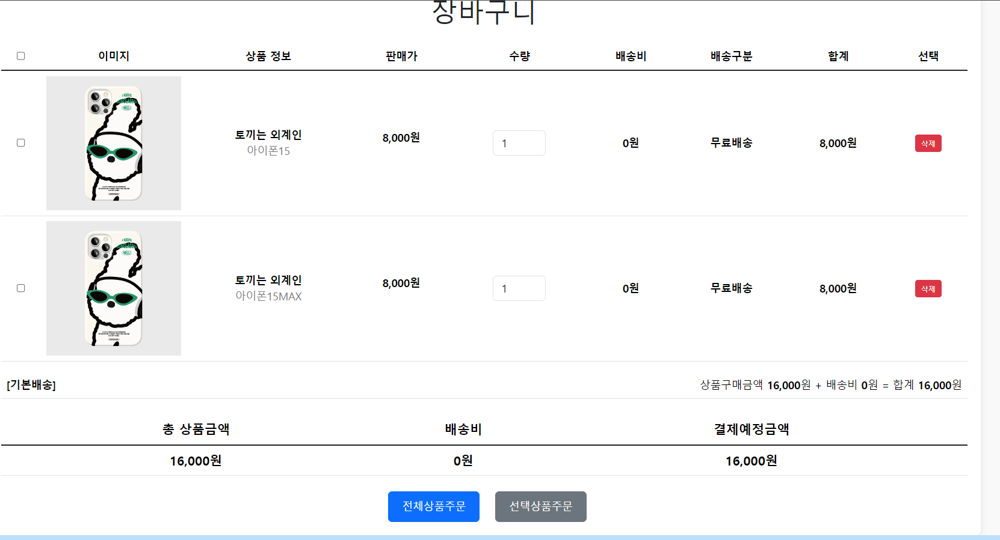 장바구니
이미지 상품 정보 판매가 수량 배송비 배송구분 합계 선택
I HAVE
토끼는 외계인 8,000원 1 0원 무료배송 8,000원 삭제
아이폰15
I HAVE
토끼는 외계인 8,000원 1 0원 무료배송 8,000원 삭제
아이폰15MAX
[기본배송] 상품구매금액 16,000원 + 배송비 0원 = 합계 16,000원
총 상품금액 배송비 결제예정금액
16,000원 0원 16,000원
전체상품주문 선택상품주문